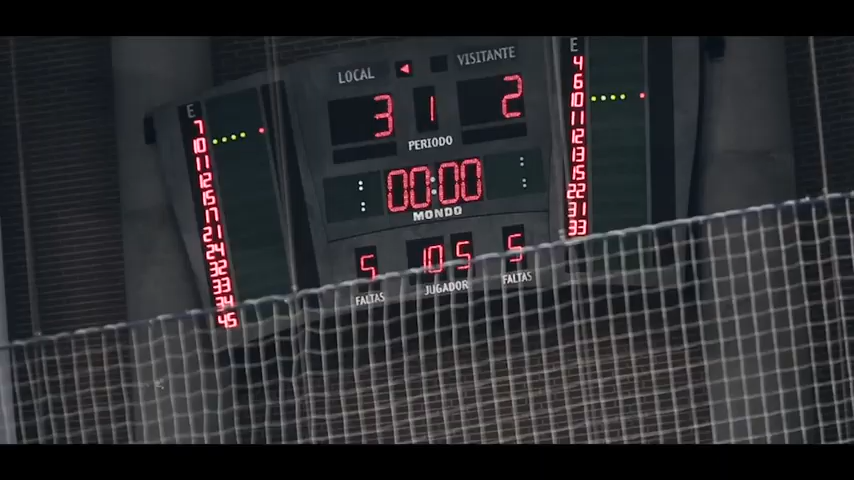 LOCAL VISITANTE
3 1 2
PERIODO
00:00
MONDO
5 10 5 5
FALTAS JUGADOR FALTAS
E
7
10
11
12
15
17
21
24
32
33
34
45
E
4
6
10
11
12
13
15
22
31
33